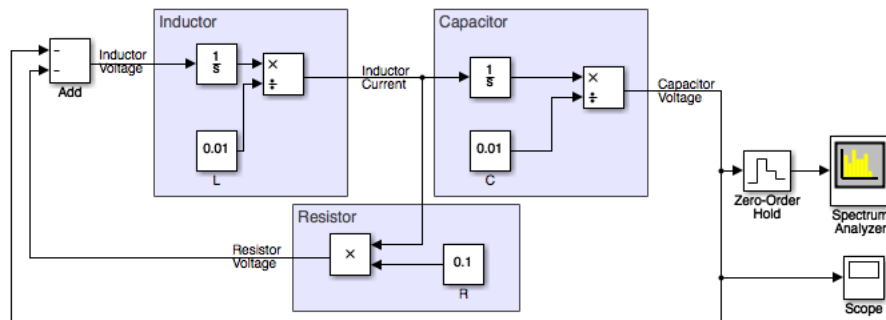 Inductor
Capacitor
−
−
Add
Inductor
Voltage
1
s
×
÷
0.01
L
Inductor
Current
1
s
×
÷
0.01
C
Capacitor
Voltage
Zero-Order
Hold
Spectrum
Analyzer
Resistor
Resistor
Voltage
×
0.1
R
Scope